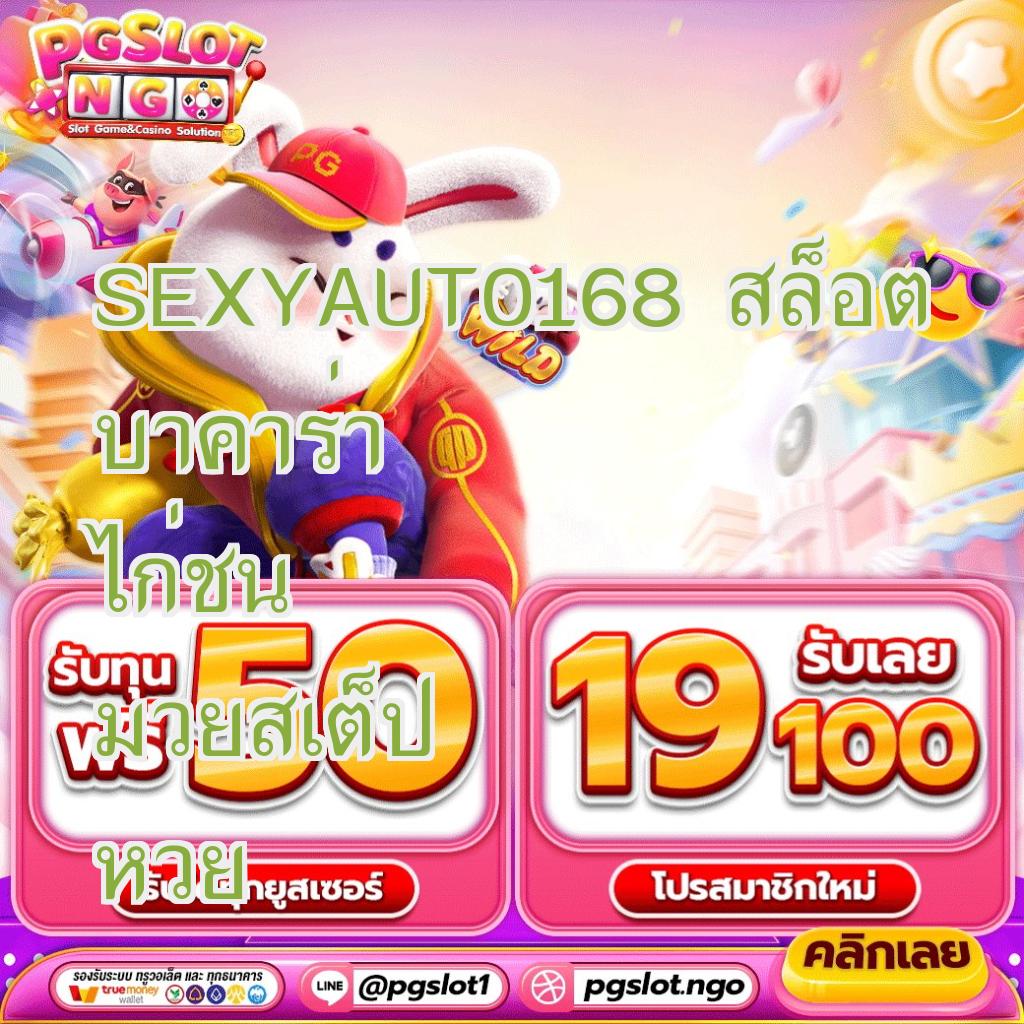 PGSLOT
NGO
Slot Game&Casino Solution
PG
WILD
SEXYAUTO168 สล็อต
บาคาร่า
ไก่ชน
มวยสเต็ป
หวย
รับทุน
ฟรี 50
19 รับเลย
100
ยูสเซอร์
โปรสมาชิกใหม่
คลิกเลย
รองรับระบบ ทรูวอเล็ต และ ทุกธนาคาร
truemoney
wallet
LINE @pgslot1
pgslot.ngo